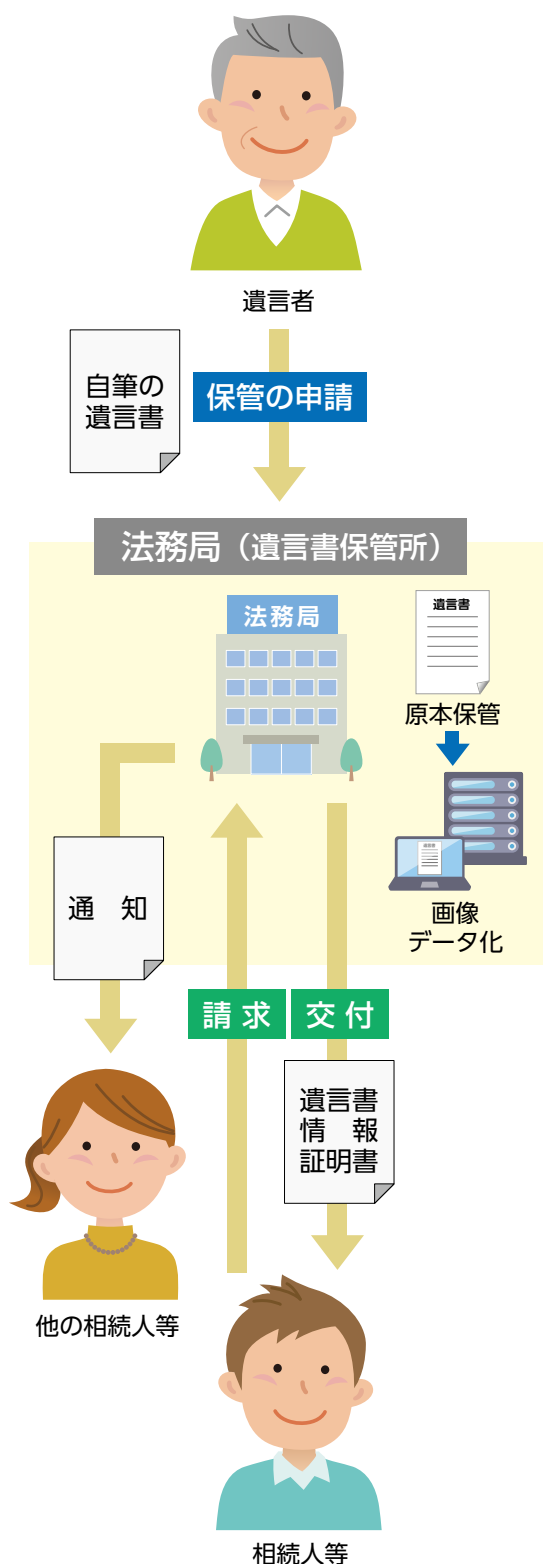 遺言者
自筆の
遺言書
保管の申請
法務局（遺言書保管所）
法務局
遺言書
原本保管
遺言書
画像
データ化
通 知
請 求
交 付
遺言書
情 報
証明書
他の相続人等
相続人等